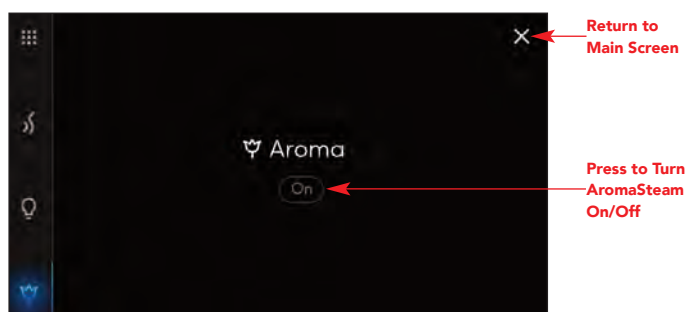 Return to
Main Screen
Aroma
On
Press to Turn
AromaSteam
On/Off